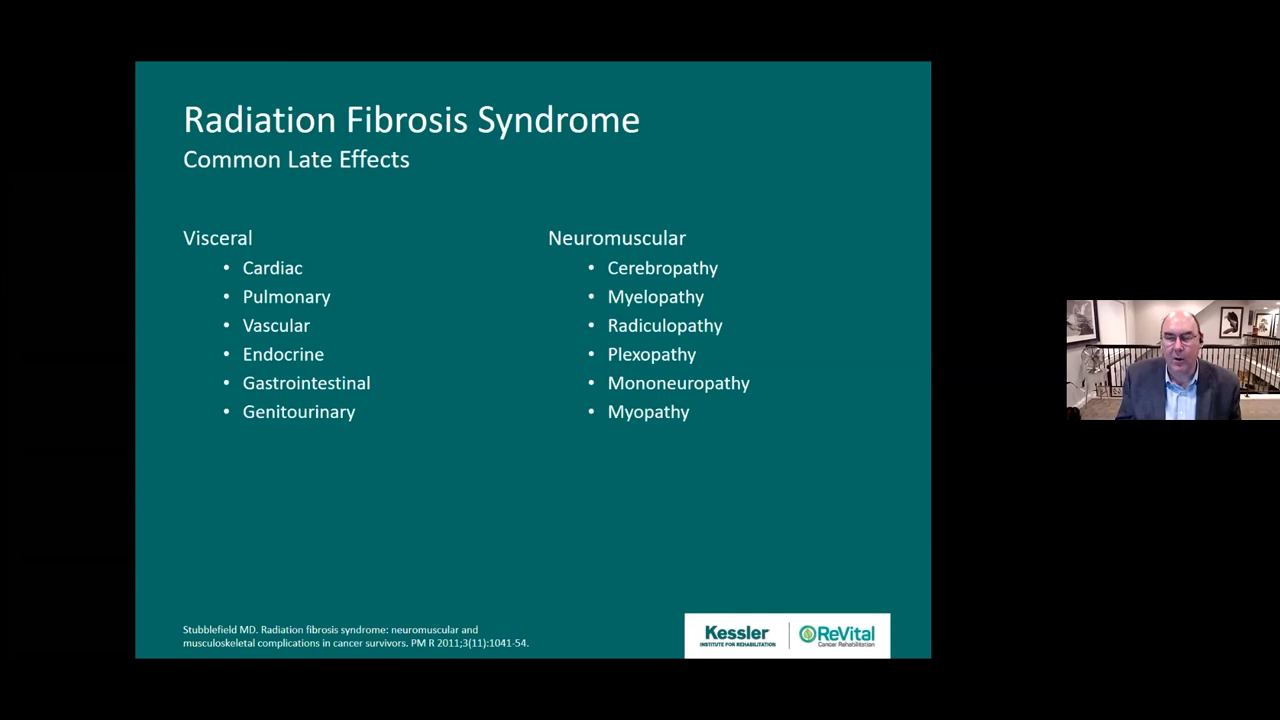 Radiation Fibrosis Syndrome
Common Late Effects
Visceral
• Cardiac
• Pulmonary
• Vascular
• Endocrine
• Gastrointestinal
• Genitourinary
Neuromuscular
• Cerebropathy
• Myelopathy
• Radiculopathy
• Plexopathy
• Mononeuropathy
• Myopathy
Stubblefield MD. Radiation fibrosis syndrome: neuromuscular and
musculoskeletal complications in cancer survivors. PM R 2011;3(11):1041-54.
Kessler
INSTITUTE FOR REHABILITATION
ReVital
Cancer Rehabilitation